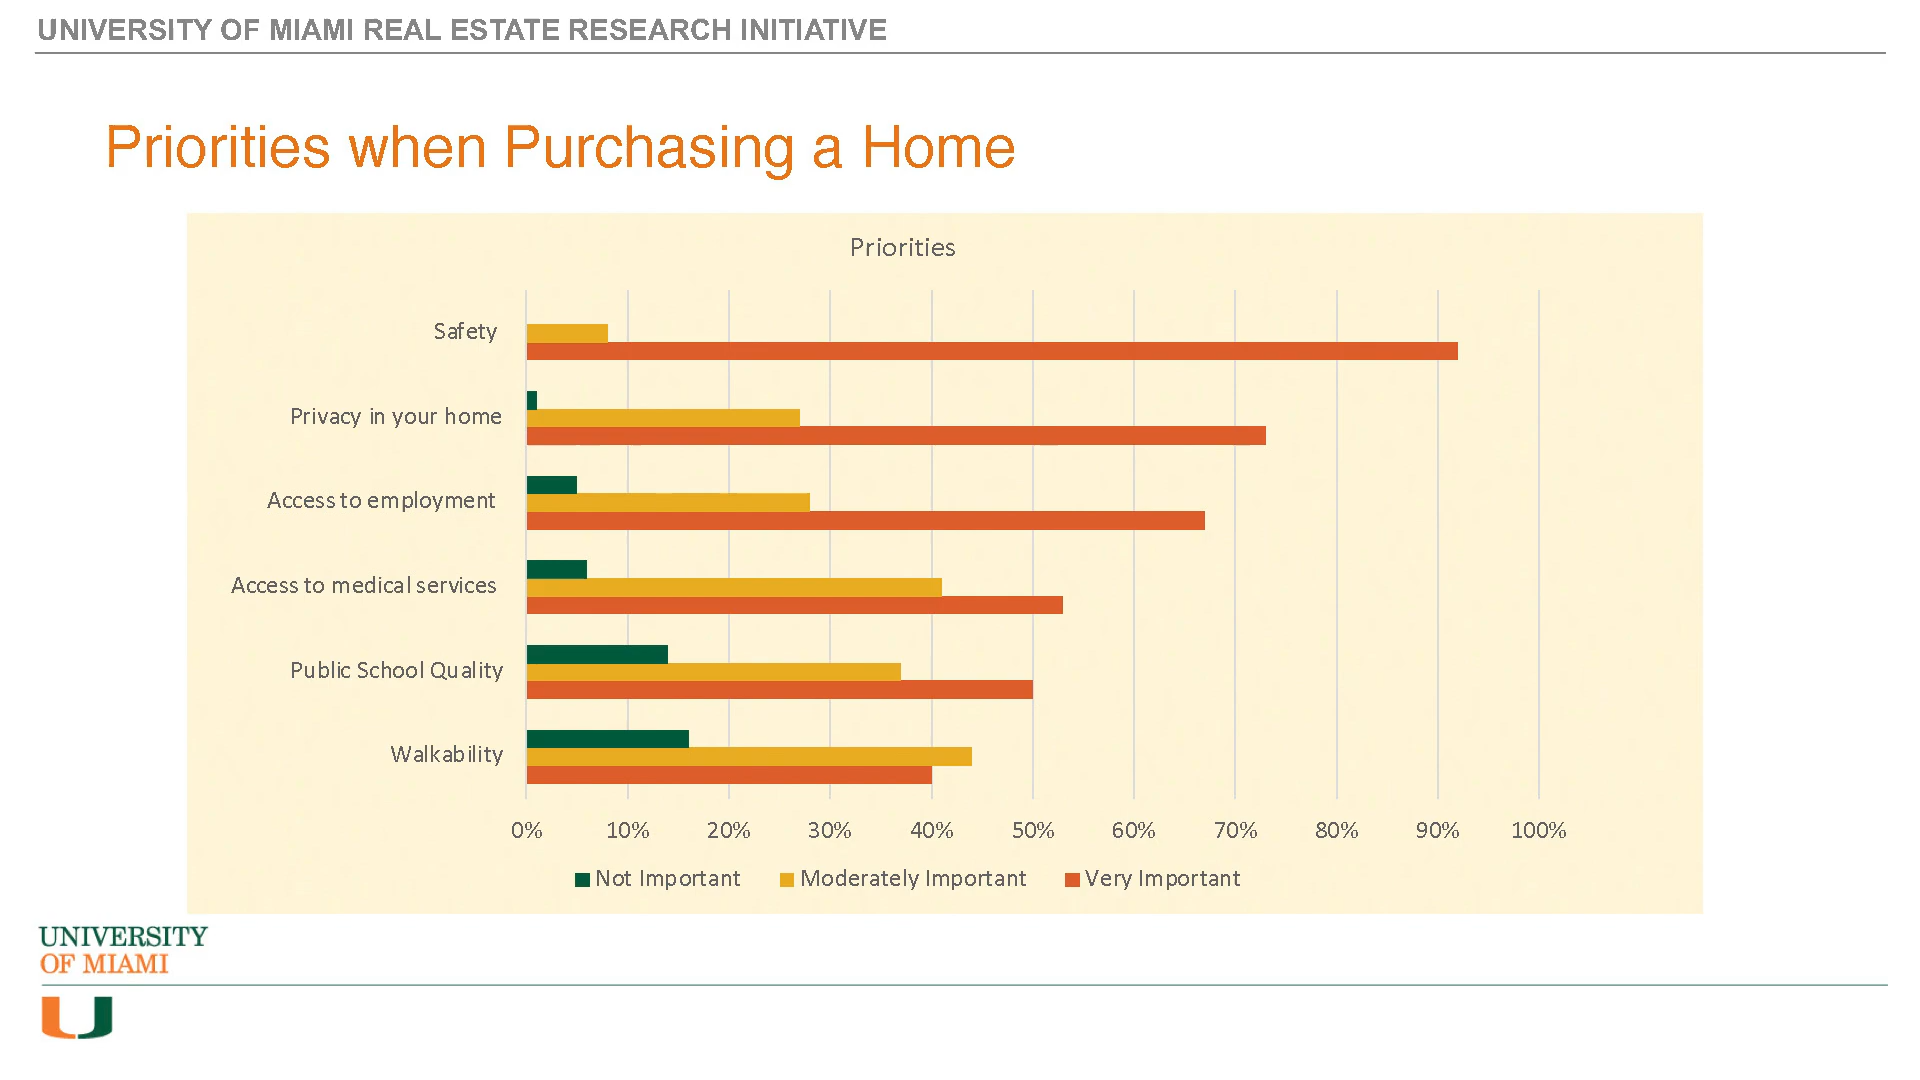 UNIVERSITY OF MIAMI REAL ESTATE RESEARCH INITIATIVE
Priorities when Purchasing a Home
Priorities
Safety
Privacy in your home
Access to employment
Access to medical services
Public School Quality
Walkability
0% 10% 20% 30% 40% 50% 60% 70% 80% 90% 100%
Not Important Moderately Important Very Important
UNIVERSITY
OF MIAMI